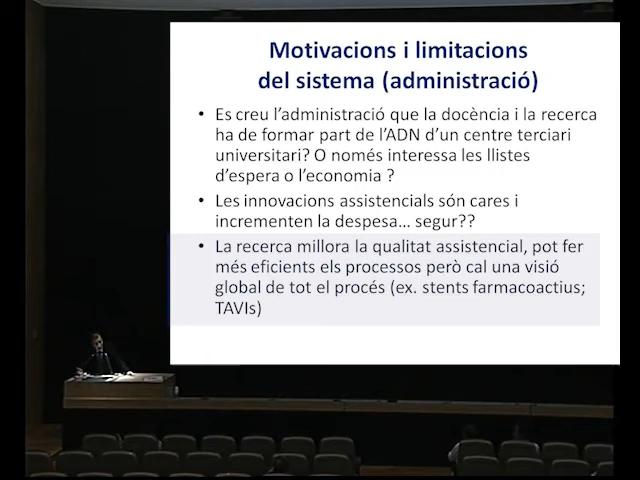 Motivacions i limitacions
del sistema (administració)
• Es creu l'administració que la docència i la recerca
ha de formar part de l'ADN d'un centre terciari
universitari? O només interessa les llistes
d'espera o l'economia ?
• Les innovacions assistencials són cares i
incrementen la despesa... segur??
• La recerca millora la qualitat assistencial, pot fer
més eficients els processos però cal una visió
global de tot el procés (ex. stents farmacoactius;
TAVIs)